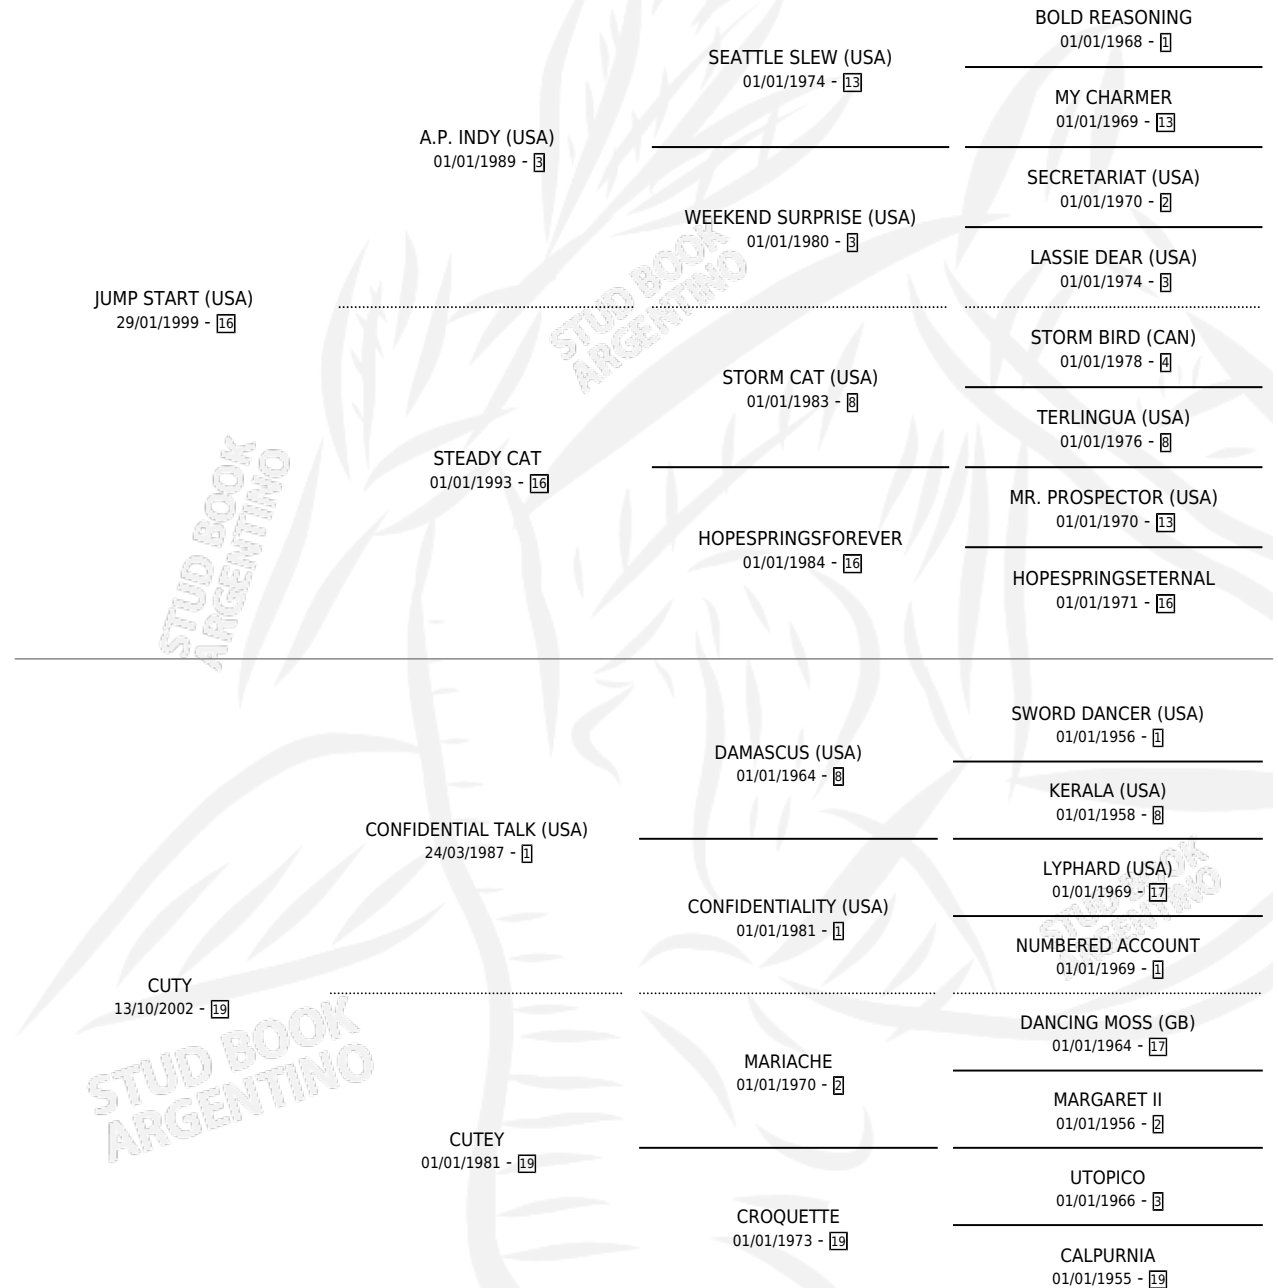 BOLD REASONING
01/01/1968 - 1
SEATTLE SLEW (USA)
01/01/1974 - 13
MY CHARMER
01/01/1969 - 13
A.P. INDY (USA)
01/01/1989 - 3
SECRETARIAT (USA)
01/01/1970 - 2
WEEKEND SURPRISE (USA)
01/01/1980 - 3
LASSIE DEAR (USA)
01/01/1974 - 3
JUMP START (USA)
29/01/1999 - 16
STUD BOOK
ARGENTINO
STORM BIRD (CAN)
01/01/1978 - 4
STORM CAT (USA)
01/01/1983 - 8
TERLINGUA (USA)
01/01/1976 - 8
STEADY CAT
01/01/1993 - 16
MR. PROSPECTOR (USA)
01/01/1970 - 13
HOPESPRINGSFOREVER
01/01/1984 - 16
HOPESPRINGSETERNAL
01/01/1971 - 16
STUD BOOK
ARGENTINO
SWORD DANCER (USA)
01/01/1956 - 1
DAMASCUS (USA)
01/01/1964 - 8
KERALA (USA)
01/01/1958 - 8
CONFIDENTIAL TALK (USA)
24/03/1987 - 1
LYPHARD (USA)
01/01/1969 - 17
CONFIDENTIALITY (USA)
01/01/1981 - 1
NUMBERED ACCOUNT
01/01/1969 - 1
STUD BOOK
ARGENTINO
CUTY
13/10/2002 - 19
DANCING MOSS (GB)
01/01/1964 - 17
MARIACHE
01/01/1970 - 2
MARGARET II
01/01/1956 - 2
STUD BOOK
ARGENTINO
CUTEY
01/01/1981 - 19
UTOPICO
01/01/1966 - 3
CROQUETTE
01/01/1973 - 19
CALPURNIA
01/01/1955 - 19